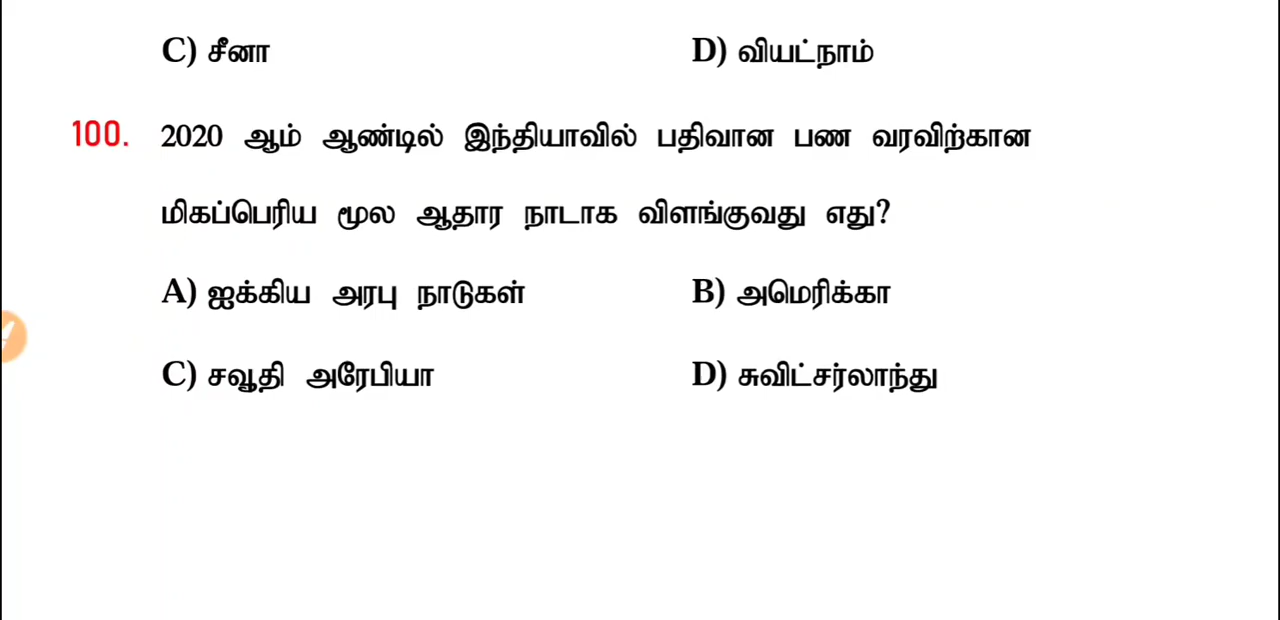 C) சீனா D) வியட்நாம்
100. 2020 ஆம் ஆண்டில் இந்தியாவில் பதிவான பண வரவிற்கான
மிகப்பெரிய மூல ஆதார நாடாக விளங்குவது எது?
A) ஐக்கிய அரபு நாடுகள் B) அமெரிக்கா
C) சவூதி அரேபியா D) சுவிட்சர்லாந்து